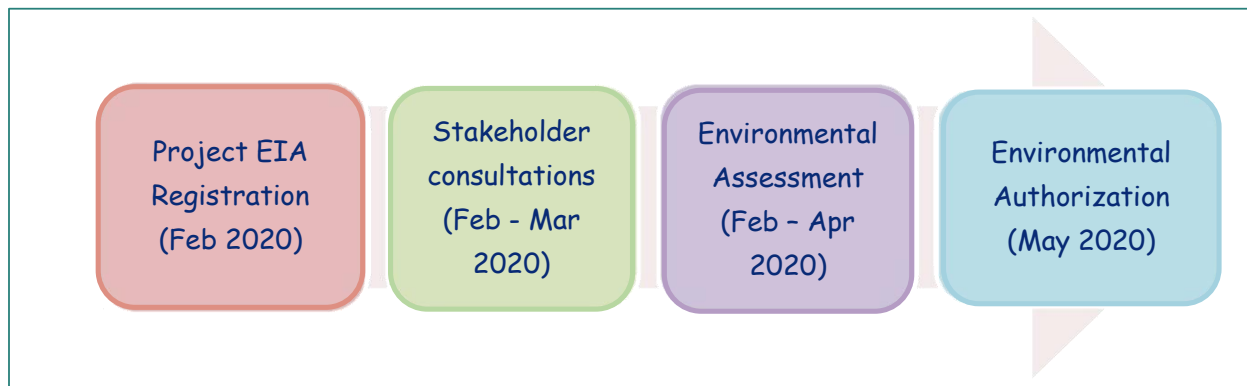 Project EIA
Registration
(Feb 2020)
Stakeholder
consultations
(Feb - Mar
2020)
Environmental
Assessment
(Feb – Apr
2020)
Environmental
Authorization
(May 2020)